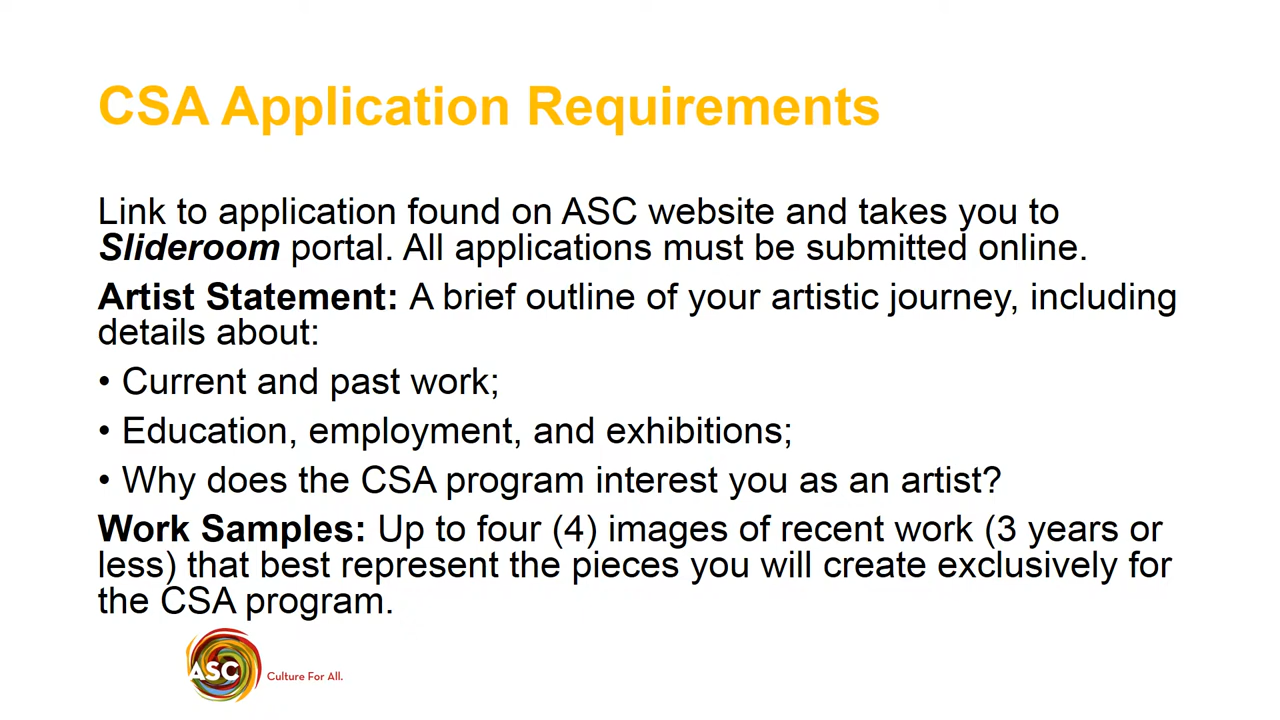 CSA Application Requirements
Link to application found on ASC website and takes you to
Slideroom portal. All applications must be submitted online.
Artist Statement: A brief outline of your artistic journey, including
details about:
• Current and past work;
• Education, employment, and exhibitions;
• Why does the CSA program interest you as an artist?
Work Samples: Up to four (4) images of recent work (3 years or
less) that best represent the pieces you will create exclusively for
the CSA program.
ASC Culture For All.